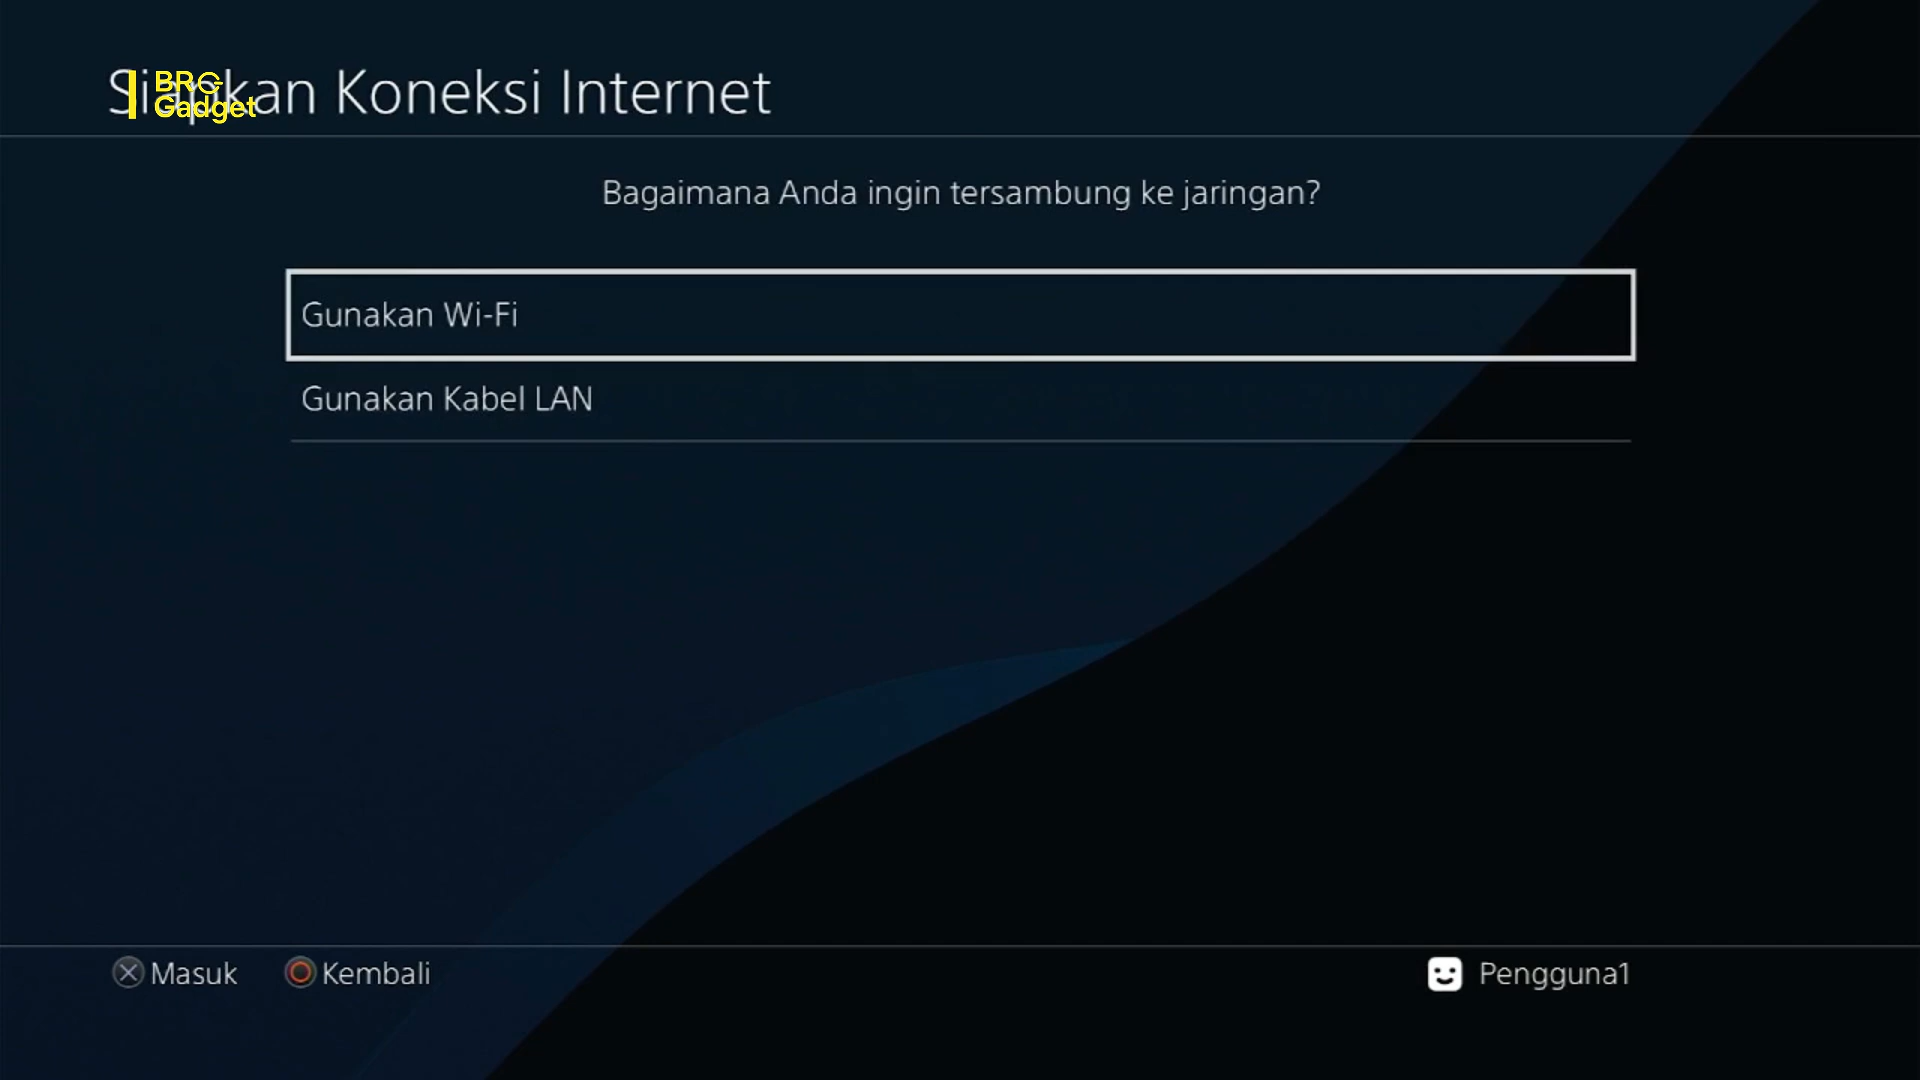 Siapkan Koneksi Internet
BRO
Gadget
Bagaimana Anda ingin tersambung ke jaringan?
Gunakan Wi-Fi
Gunakan Kabel LAN
Masuk
Kembali
Pengguna1